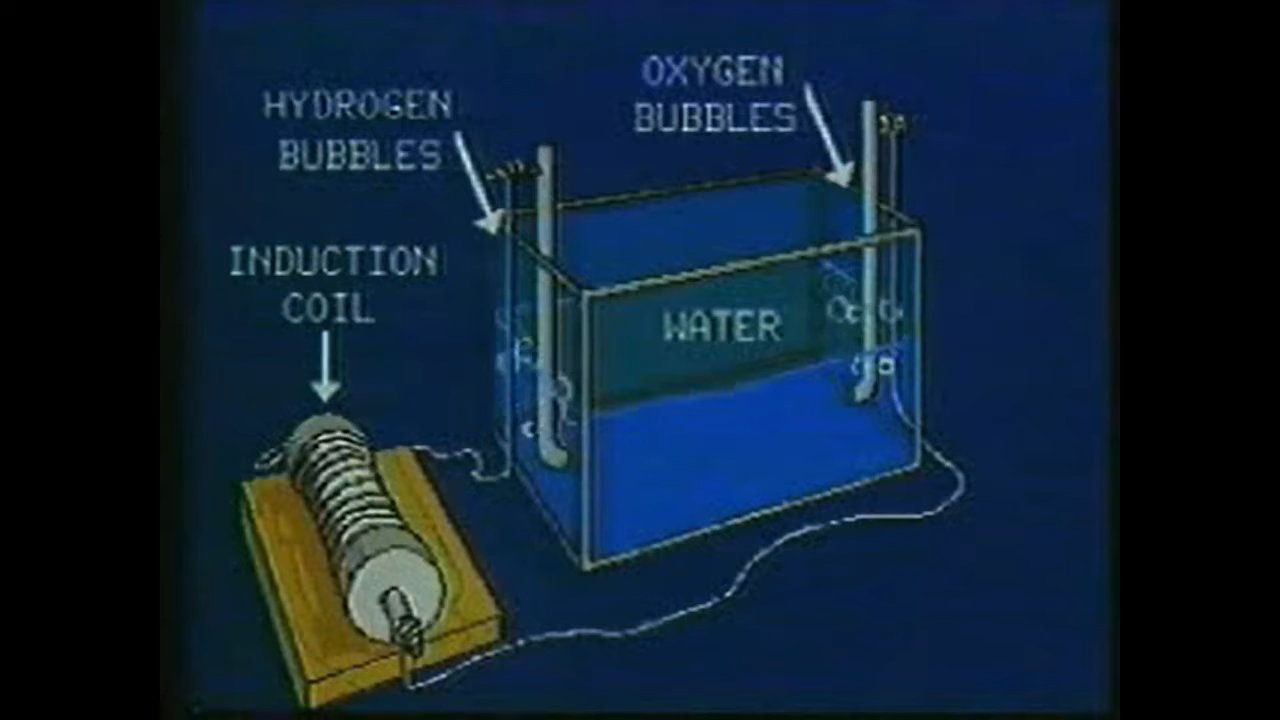 HYDROGEN
BUBBLES
OXYGEN
BUBBLES
INDUCTION
COIL
WATER